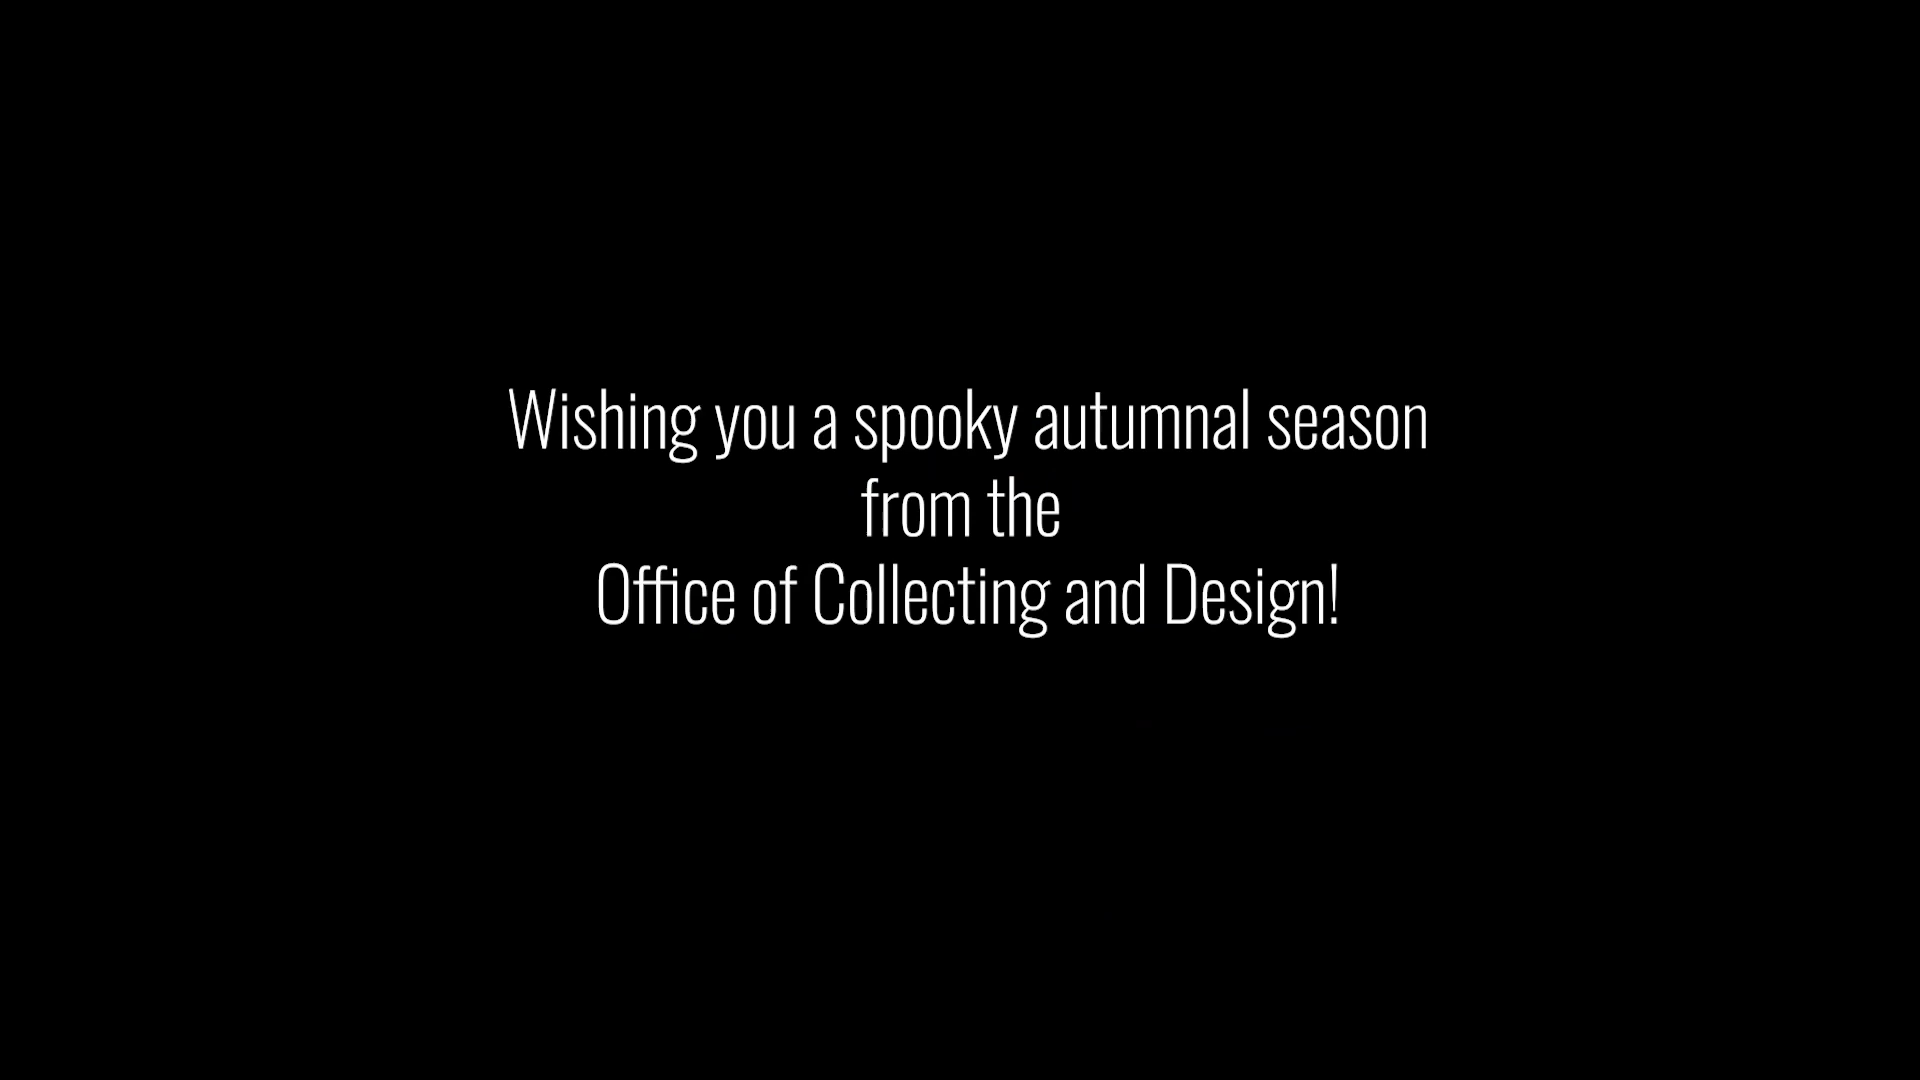 Wishing you a spooky autumnal season
from the
Office of Collecting and Design!